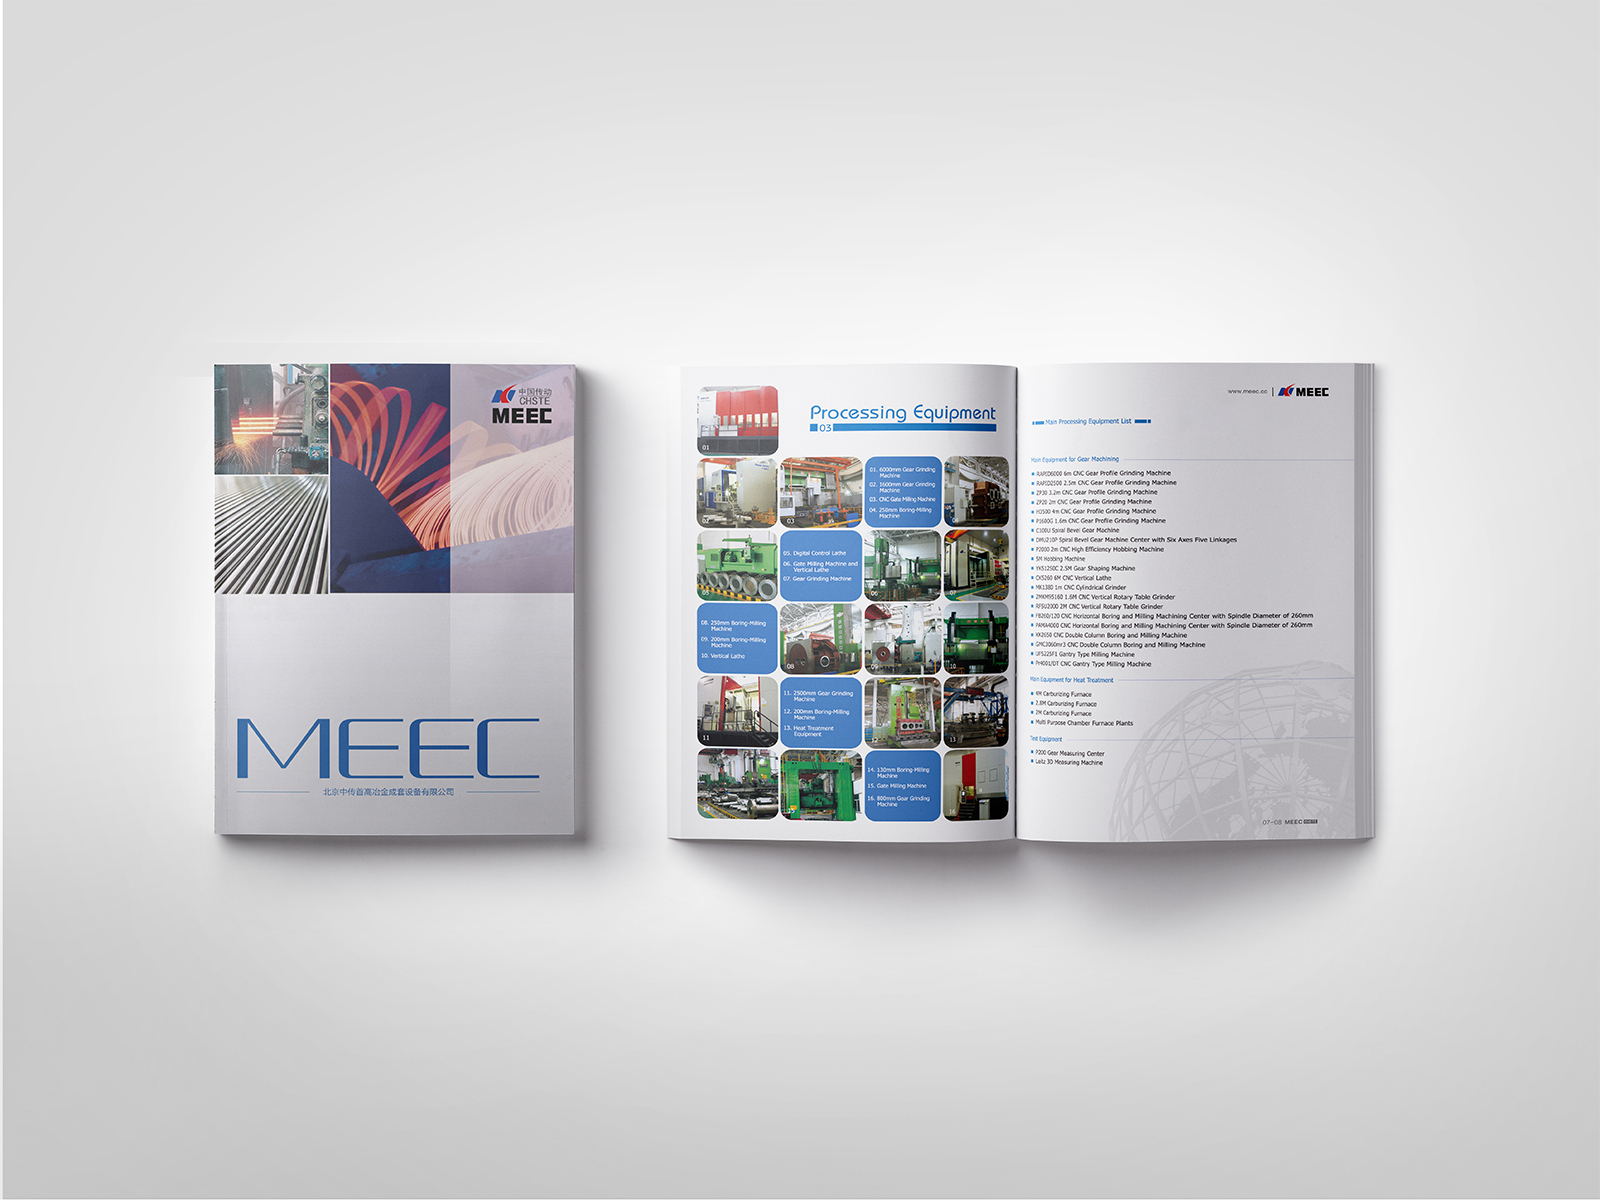 中国传动
CHSTE
MEEC
MEEC
北京中传首高冶金成套设备有限公司
Processing Equipment
03
01
02
03
01. 6000mm Gear Grinding
Machine
02. 1600mm Gear Grinding
Machine
03. CNC Gate Milling Machine
04. 250mm Boring-Milling
Machine
05
05. Digital Control Lathe
06. Gate Milling Machine and
Vertical Lathe
07. Gear Grinding Machine
06
07
08. 250mm Boring-Milling
Machine
09. 200mm Boring-Milling
Machine
10. Vertical Lathe
08
09
10
11
11. 2500mm Gear Grinding
Machine
12. 200mm Boring-Milling
Machine
13. Heat Treatment
Equipment
12
13
14. 130mm Boring-Milling
Machine
15. Gate Milling Machine
16. 800mm Gear Grinding
Machine
www.meec.cc
MEEC
Main Processing Equipment List
Main Equipment for Gear Machining
RAPID6000 6m CNC Gear Profile Grinding Machine
RAPID2500 2.5m CNC Gear Profile Grinding Machine
ZP30 3.2m CNC Gear Profile Grinding Machine
ZP20 2m CNC Gear Profile Grinding Machine
H3500 4m CNC Gear Profile Grinding Machine
P1600G 1.6m CNC Gear Profile Grinding Machine
C100U Spiral Bevel Gear Machine
DMU210P Spiral Bevel Gear Machine Center with Six Axes Five Linkages
P2000 2m CNC High Efficiency Hobbing Machine
5M Hobbing Machine
YK51250C 2.5M Gear Shaping Machine
CK5260 6M CNC Vertical Lathe
MK1380 1m CNC Cylindrical Grinder
2MKM95160 1.6M CNC Vertical Rotary Table Grinder
RFSU200D 2M CNC Vertical Rotary Table Grinder
FB260/120 CNC Horizontal Boring and Milling Machining Center with Spindle Diameter of 260mm
PAMA4000 CNC Horizontal Boring and Milling Machining Center with Spindle Diameter of 260mm
XK2650 CNC Double Column Boring and Milling Machine
GMC3060mr3 CNC Double Column Boring and Milling Machine
UF5225F1 Gantry Type Milling Machine
PM001/DT CNC Gantry Type Milling Machine
Main Equipment for Heat Treatment
4M Carburizing Furnace
2.8M Carburizing Furnace
2M Carburizing Furnace
Multi Purpose Chamber Furnace Plants
Test Equipment
P200 Gear Measuring Center
Leitz 3D Measuring Machine
07-08 MEEC